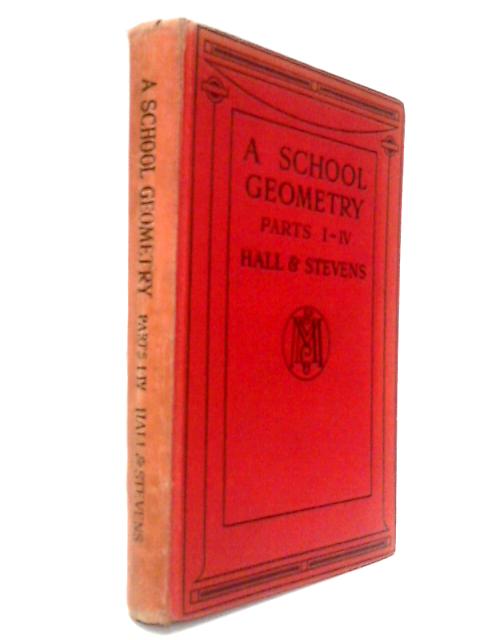 A SCHOOL GEOMETRY PARTS I-IV HALL & STEVENS
A SCHOOL
GEOMETRY
PARTS I-IV
HALL & STEVENS